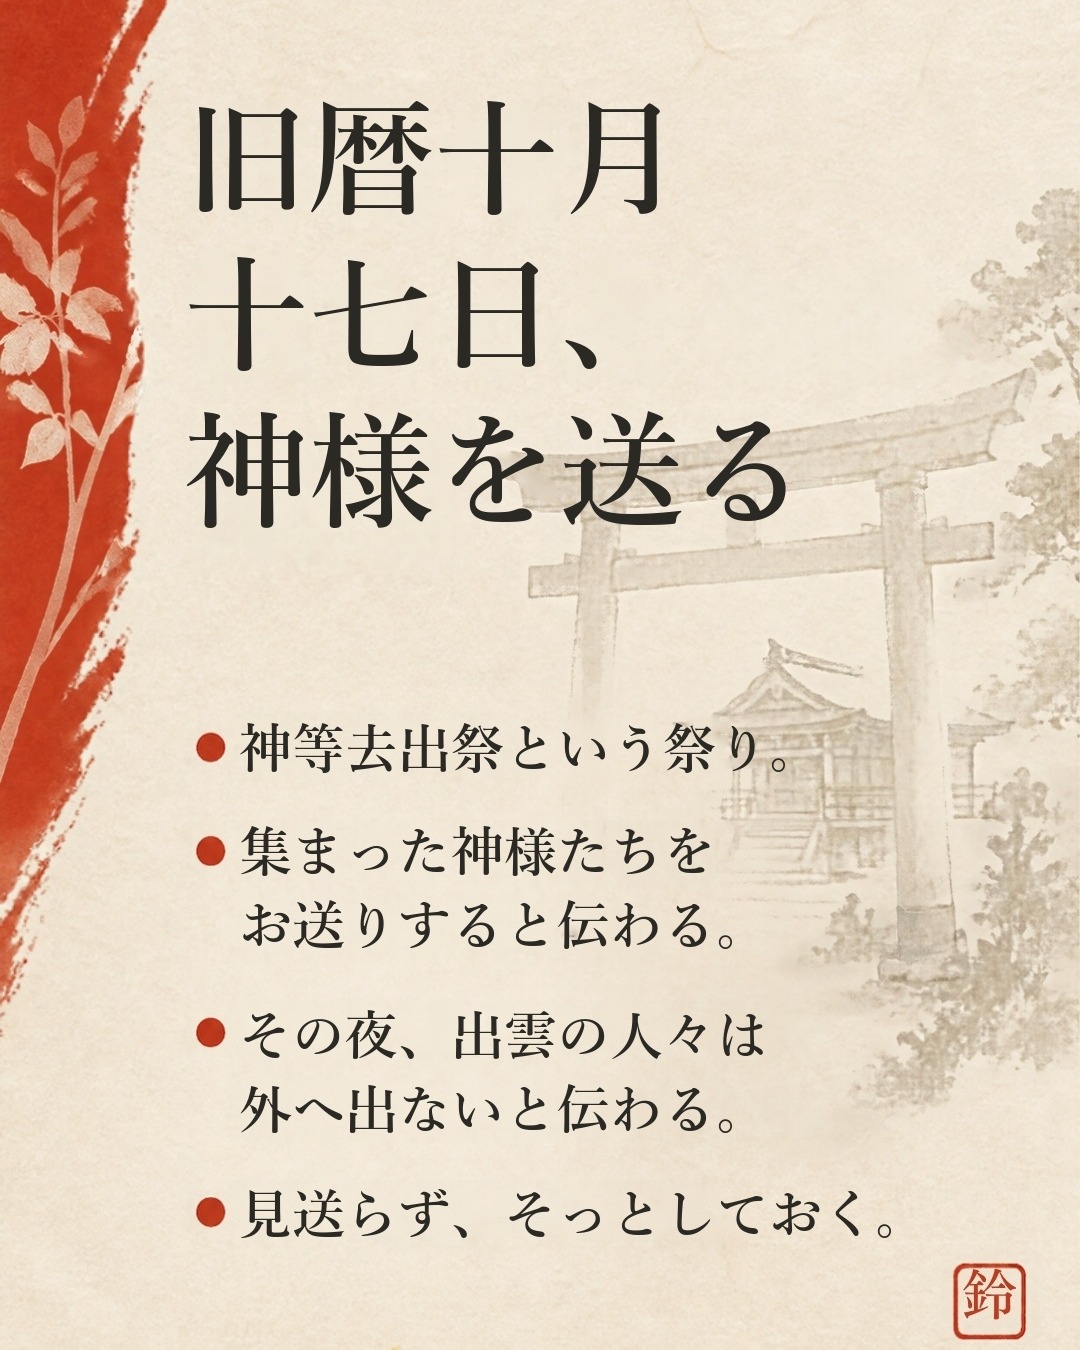 旧暦十月
十七日、
神様を送る
神等去出祭という祭り。
集まった神様たちを
お送りすると伝わる。
その夜、出雲の人々は
外へ出ないと伝わる。
見送らず、そっとしておく。
鈴